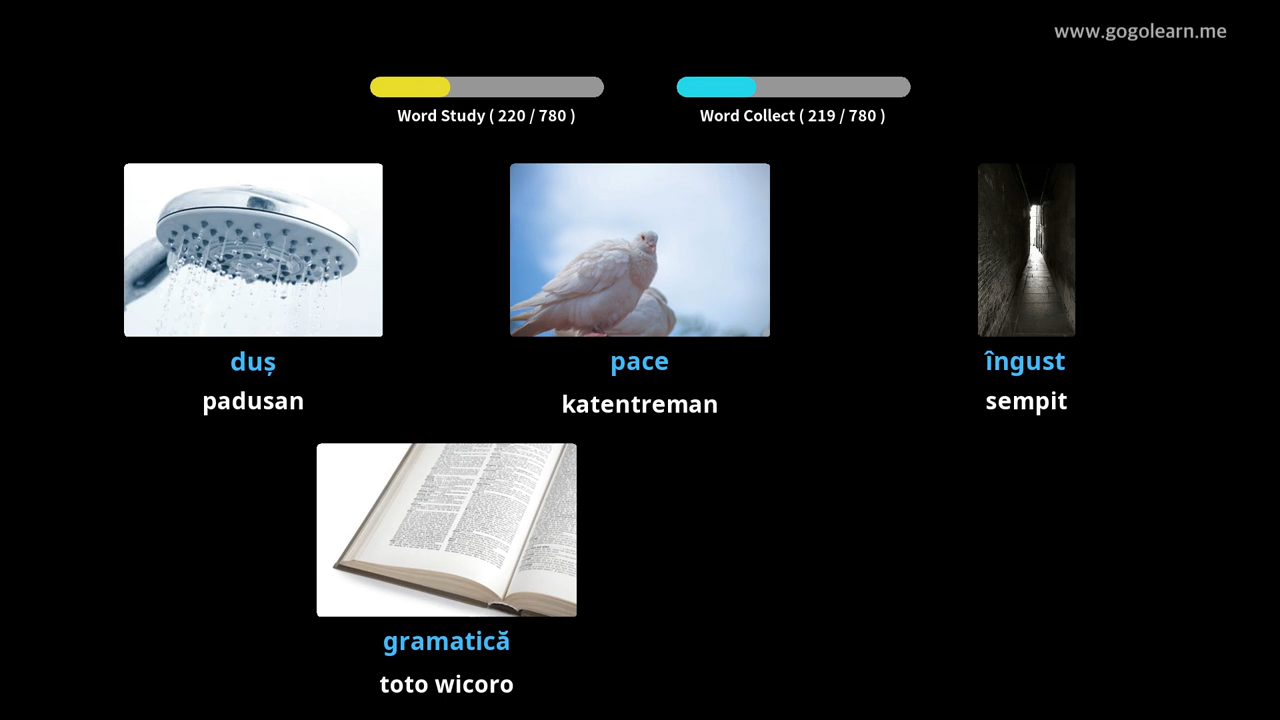 www.gogolearn.me
Word Study ( 220 / 780 )
Word Collect ( 219 / 780 )
duș
padusan
pace
katentreman
îngust
sempit
gramatică
toto wicoro